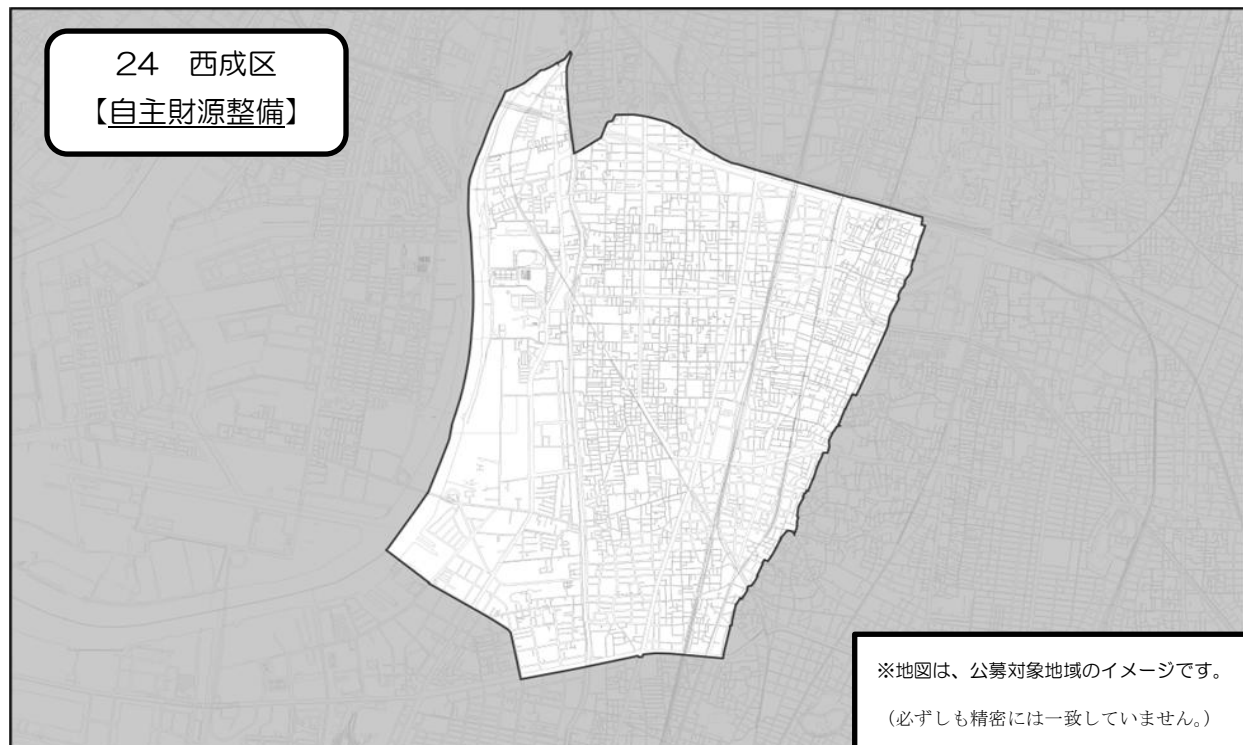 24　西成区
【自主財源整備】
※地図は、公募対象地域のイメージです。
（必ずしも精密には一致していません。）